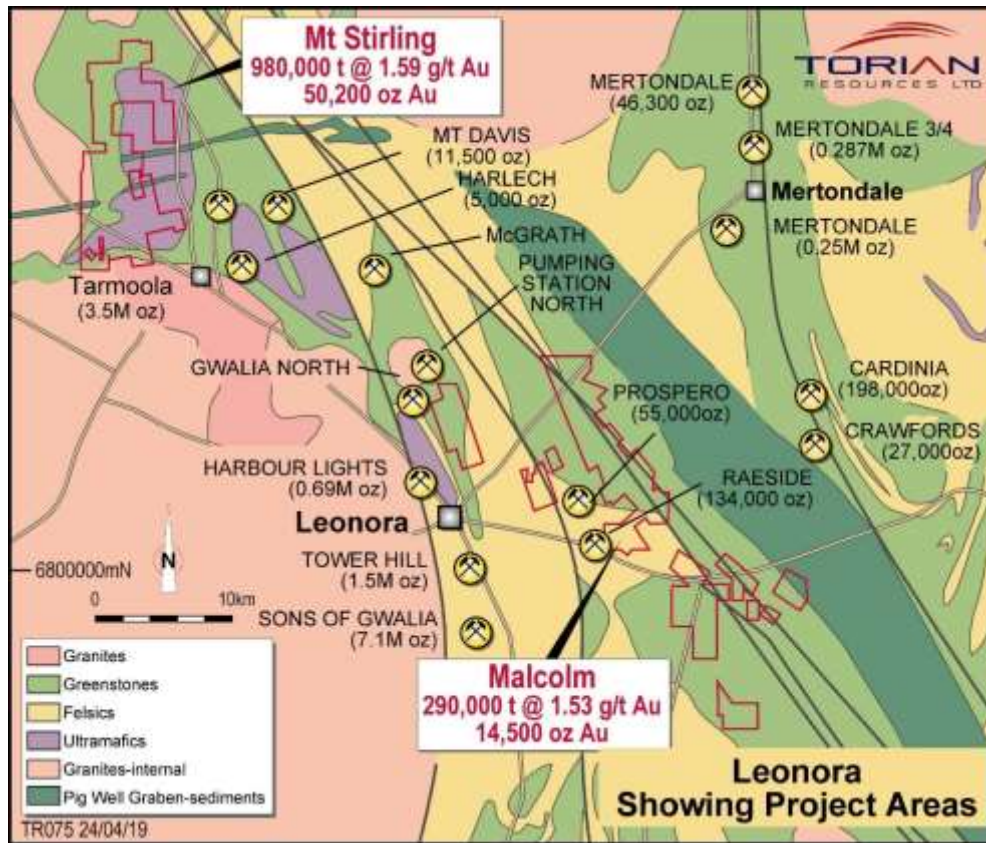 Mt Stirling
980,000 t @ 1.59 g/t Au
50,200 oz Au
TORIAN
RESOURCES LTD
MERTONDALE
(46,300 oz)
MT DAVIS
(11,500 oz)
MERTONDALE 3/4
(0.287M oz)
HARLECH
(5,000 oz)
Mertondale
McGRATH
MERTONDALE
(0.25M oz)
PUMPING
STATION
NORTH
Tarmoola
(3.5M oz)
GWALIA NORTH
PROSPERO
(55,000oz)
CARDINIA
(198,000oz)
CRAWFORDS
(27,000oz)
HARBOUR LIGHTS
(0.69M oz)
RAESIDE
(134,000 oz)
Leonora
N
6800000mN
TOWER HILL
(1.5M oz)
0 10km
SONS OF GWALIA
(7.1M oz)
Granites
Greenstones
Felsics
Ultramafics
Granites-internal
Pig Well Graben-sediments
Malcolm
290,000 t @ 1.53 g/t Au
14,500 oz Au
Leonora
Showing Project Areas
TR075 24/04/19